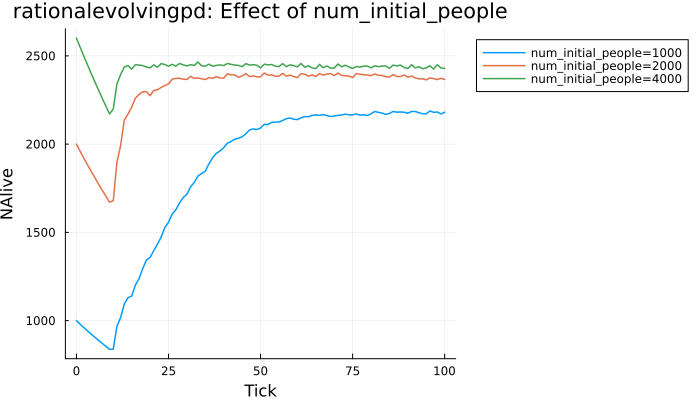 rationalevolvingpd: Effect of num_initial_people
num_initial_people=1000
num_initial_people=2000
num_initial_people=4000
NAlive
2500
2000
1500
1000
0
25
50
75
100
Tick